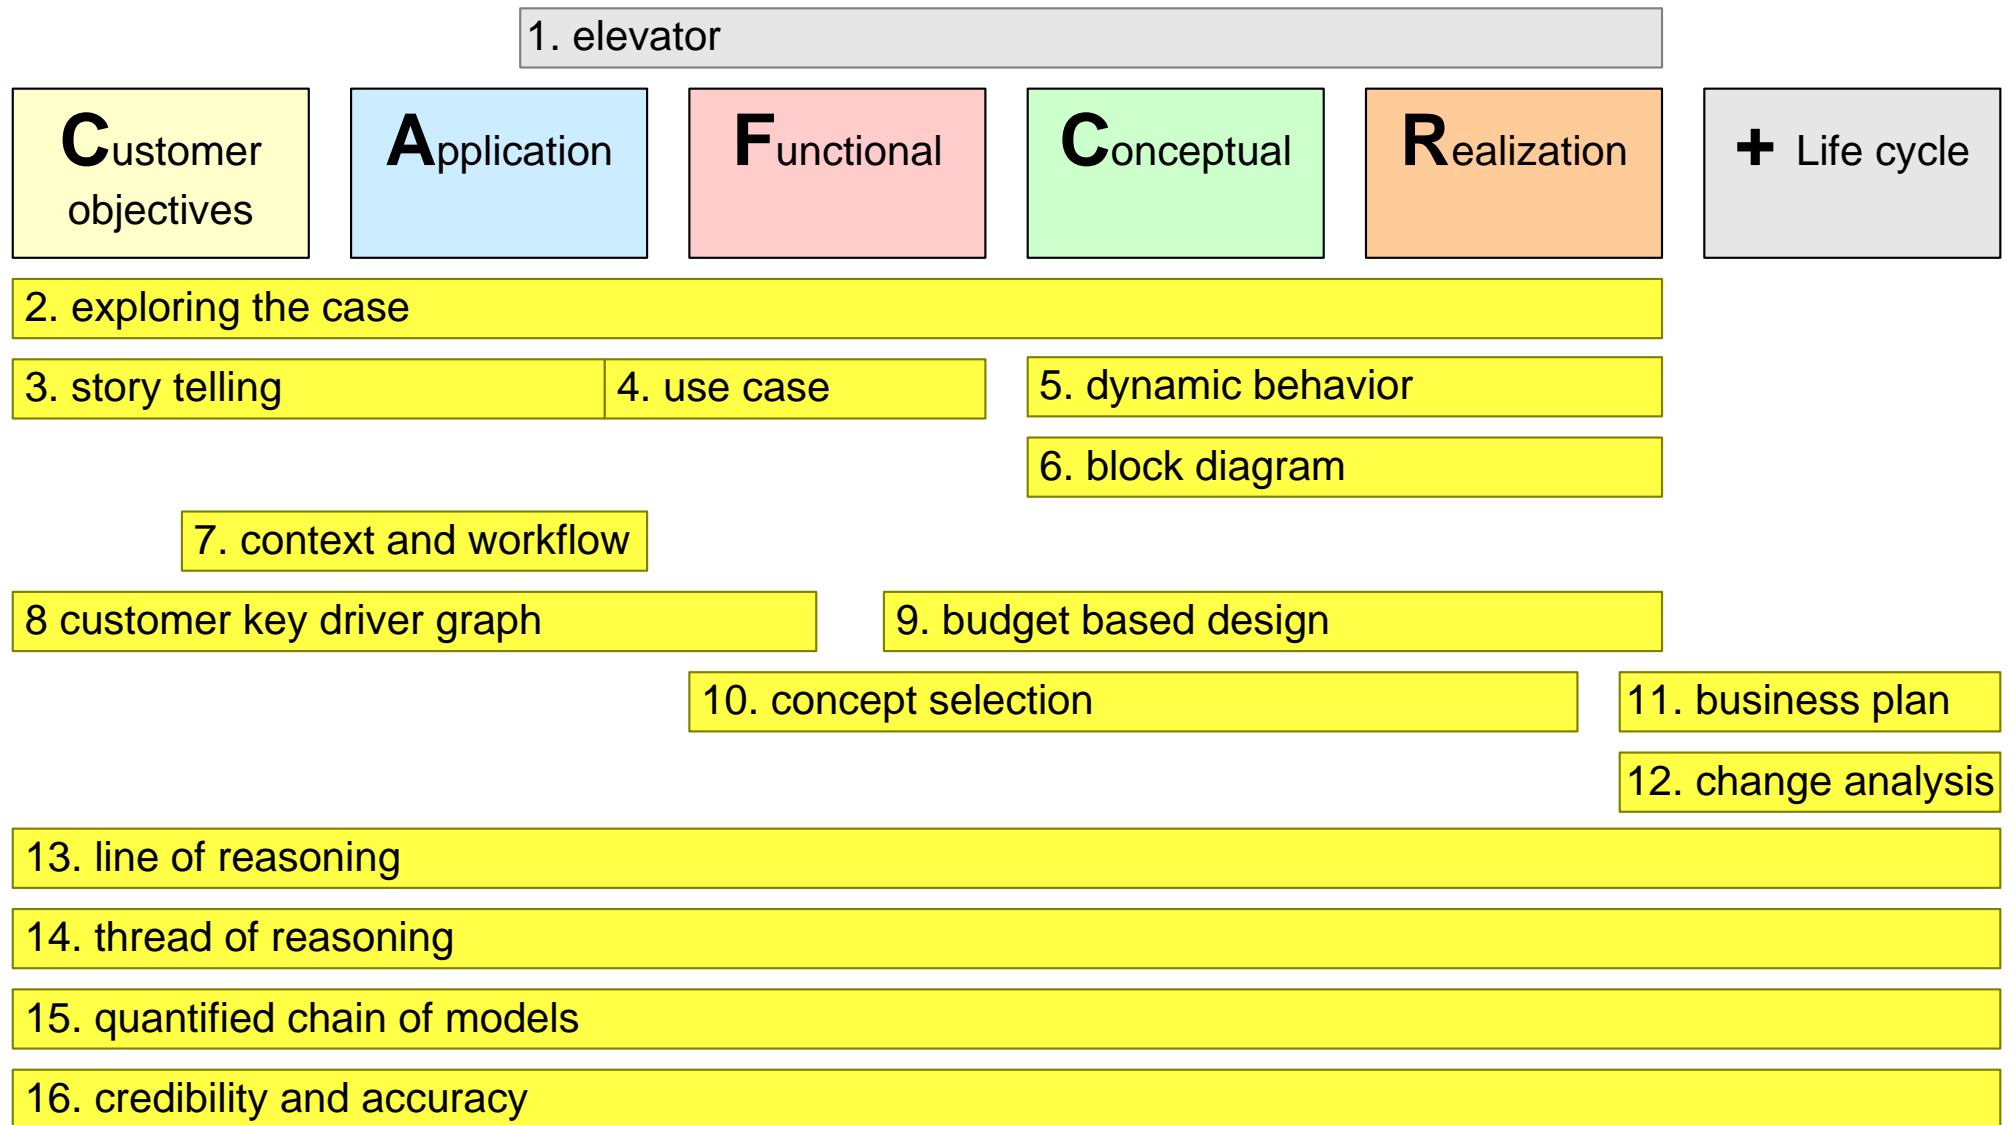 1. elevator
Customer
objectives
Application
Functional
Conceptual
Realization
+ Life cycle
2. exploring the case
3. story telling
4. use case
5. dynamic behavior
6. block diagram
7. context and workflow
8 customer key driver graph
9. budget based design
10. concept selection
11. business plan
12. change analysis
13. line of reasoning
14. thread of reasoning
15. quantified chain of models
16. credibility and accuracy